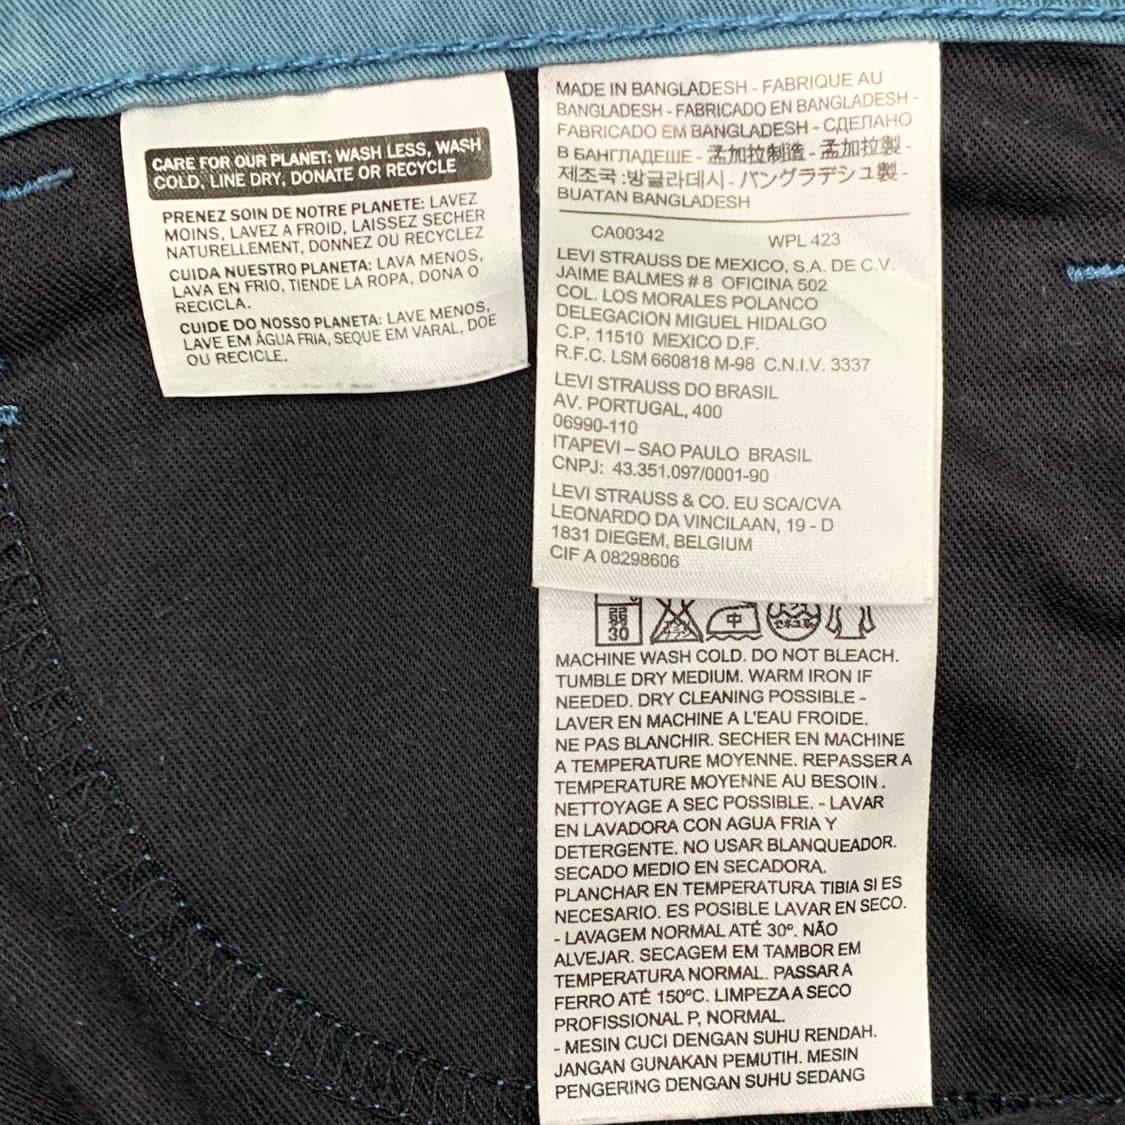 CARE FOR OUR PLANET: WASH LESS, WASH
COLD, LINE DRY, DONATE OR RECYCLE
PRENEZ SOIN DE NOTRE PLANETE: LAVEZ
MOINS, LAVEZ A FROID, LAISSEZ SECHER
NATURELLEMENT, DONNEZ OU RECYCLEZ
CUIDA NUESTRO PLANETA: LAVA MENOS,
LAVA EN FRIO, TIENDE LA ROPA, DONA O
RECICLA.
CUIDE DO NOSSO PLANETA: LAVE MENOS,
LAVE EM ÁGUA FRIA, SEQUE EM VARAL, DOE
OU RECICLE.
MADE IN BANGLADESH - FABRIQUE AU
BANGLADESH - FABRICADO EN BANGLADESH -
FABRICADO EM BANGLADESH - СДЕЛАНО
В БАНГЛАДЕШЕ - 孟加拉制造 - 孟加拉製 -
제조국 :방글라데시 - バングラデシュ製 -
BUATAN BANGLADESH
CA00342 WPL 423
LEVI STRAUSS DE MEXICO, S.A. DE C.V.
JAIME BALMES # 8 OFICINA 502
COL. LOS MORALES POLANCO
DELEGACION MIGUEL HIDALGO
C.P. 11510 MEXICO D.F.
R.F.C. LSM 660818 M-98 C.N.I.V. 3337
LEVI STRAUSS DO BRASIL
AV. PORTUGAL, 400
06990-110
ITAPEVI – SAO PAULO BRASIL
CNPJ: 43.351.097/0001-90
LEVI STRAUSS & CO. EU SCA/CVA
LEONARDO DA VINCILAAN, 19 - D
1831 DIEGEM, BELGIUM
CIF A 08298606
弱 中
30
MACHINE WASH COLD. DO NOT BLEACH.
TUMBLE DRY MEDIUM. WARM IRON IF
NEEDED. DRY CLEANING POSSIBLE -
LAVER EN MACHINE A L'EAU FROIDE.
NE PAS BLANCHIR. SECHER EN MACHINE
A TEMPERATURE MOYENNE. REPASSER A
TEMPERATURE MOYENNE AU BESOIN .
NETTOYAGE A SEC POSSIBLE. - LAVAR
EN LAVADORA CON AGUA FRIA Y
DETERGENTE. NO USAR BLANQUEADOR.
SECADO MEDIO EN SECADORA.
PLANCHAR EN TEMPERATURA TIBIA SI ES
NECESARIO. ES POSIBLE LAVAR EN SECO.
- LAVAGEM NORMAL ATÉ 30º. NÃO
ALVEJAR. SECAGEM EM TAMBOR EM
TEMPERATURA NORMAL. PASSAR A
FERRO ATÉ 150ºC. LIMPEZA A SECO
PROFISSIONAL P, NORMAL.
- MESIN CUCI DENGAN SUHU RENDAH.
JANGAN GUNAKAN PEMUTIH. MESIN
PENGERING DENGAN SUHU SEDANG